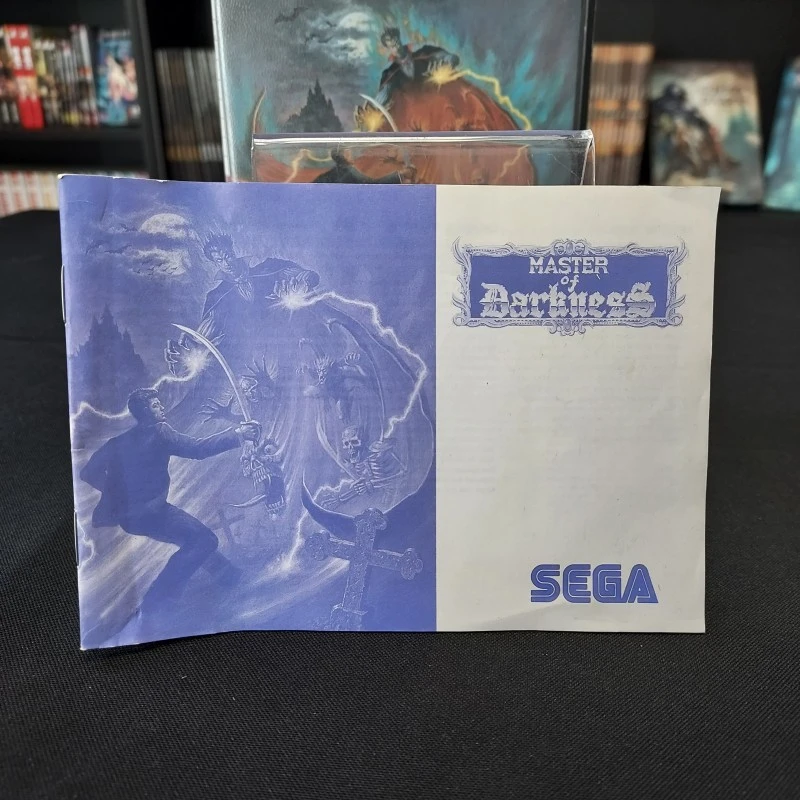 MASTER
of
Darkness
SEGA